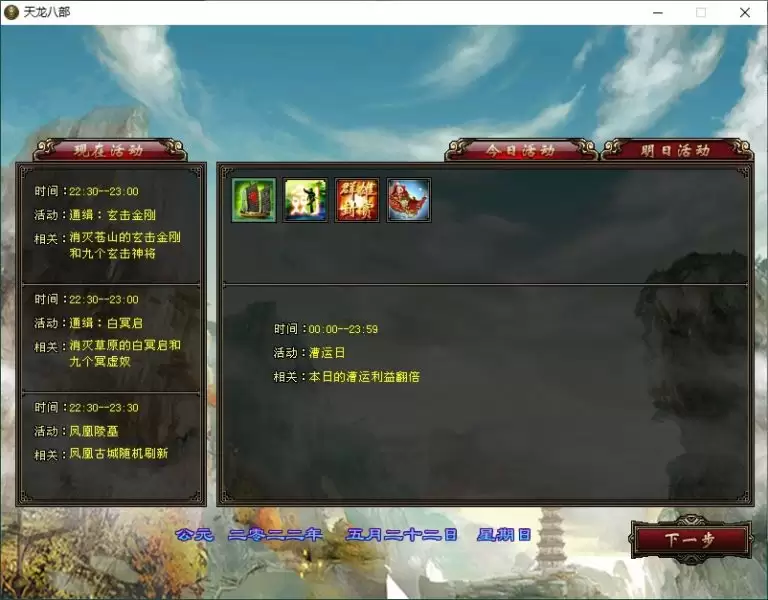 天龙八部
现在活动
今日活动
明日活动
时间：22:30--23:00
活动：通缉：玄击金刚
相关：消灭苍山的玄击金刚
和九个玄击神将
时间：22:30--23:00
活动：通缉：白冥启
相关：消灭草原的白冥启和
九个冥虚奴
时间：22:30--23:30
活动：凤凰陵墓
相关：凤凰古城随机刷新
群雄
时间：00:00--23:59
活动：漕运日
相关：本日的漕运利益翻倍
公元 二零二二年 五月二十二日 星期日
下一步